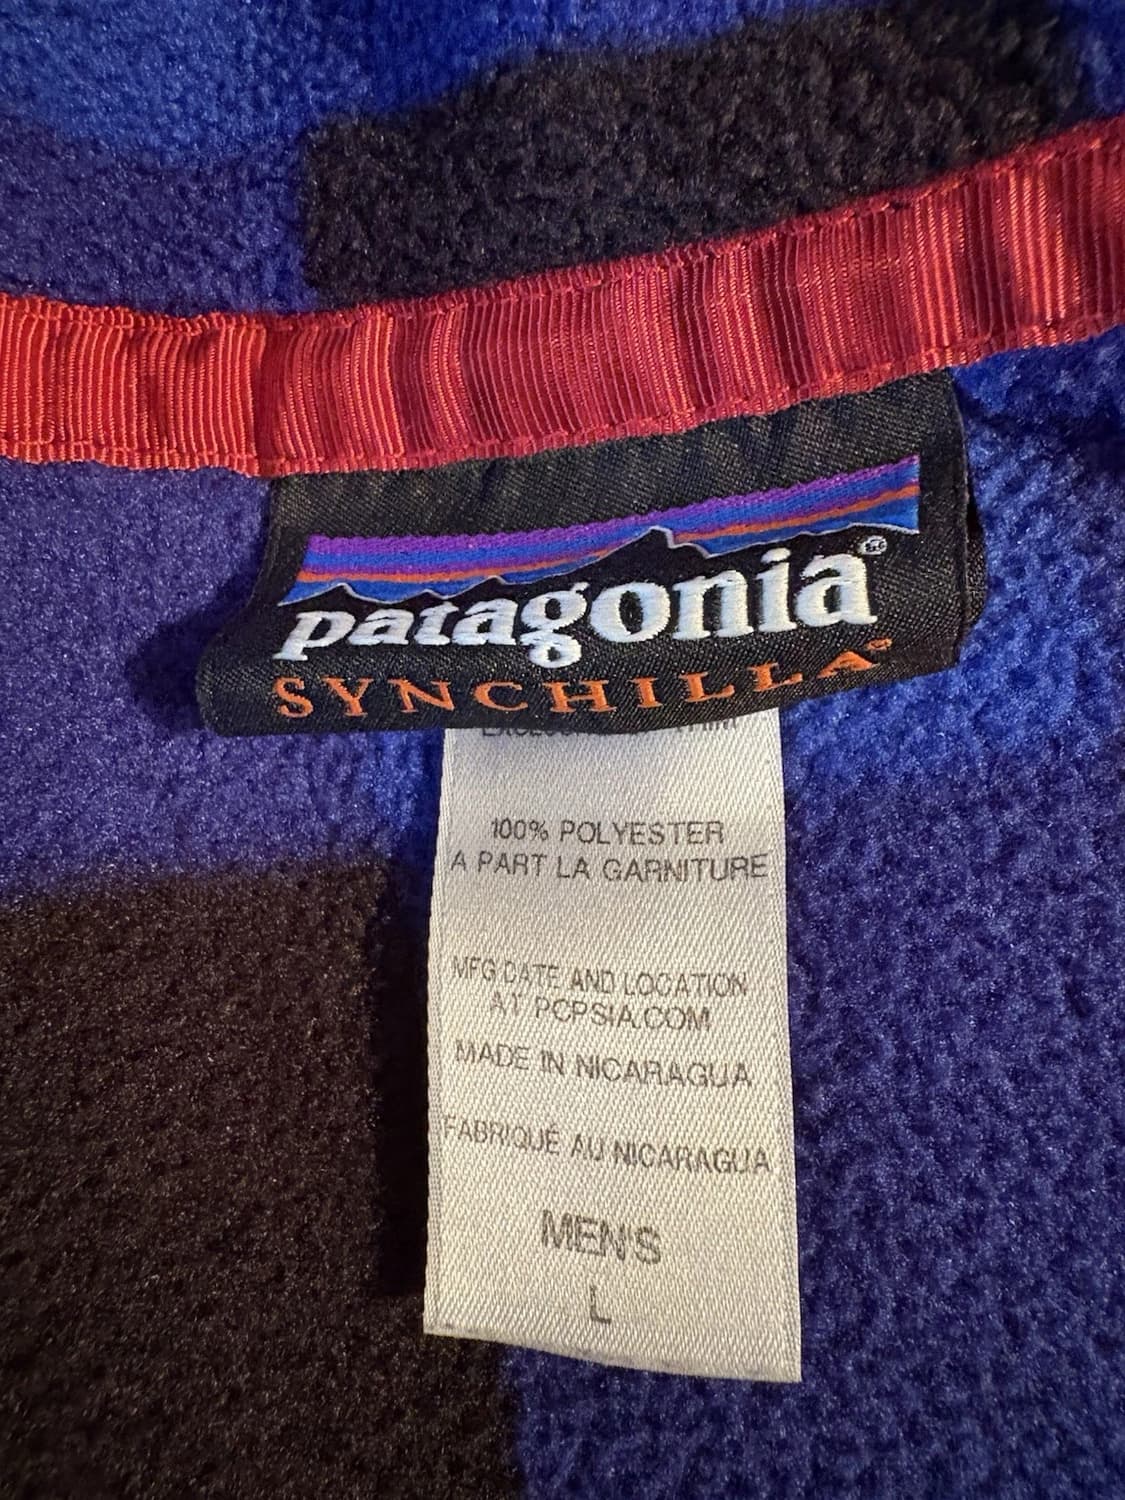 patagonia®
SYNCHILLA®
100% POLYESTER
A PART LA GARNITURE
MFG DATE AND LOCATION
AT PCPSIA.COM
MADE IN NICARAGUA
FABRIQUÉ AU NICARAGUA
MEN'S
L